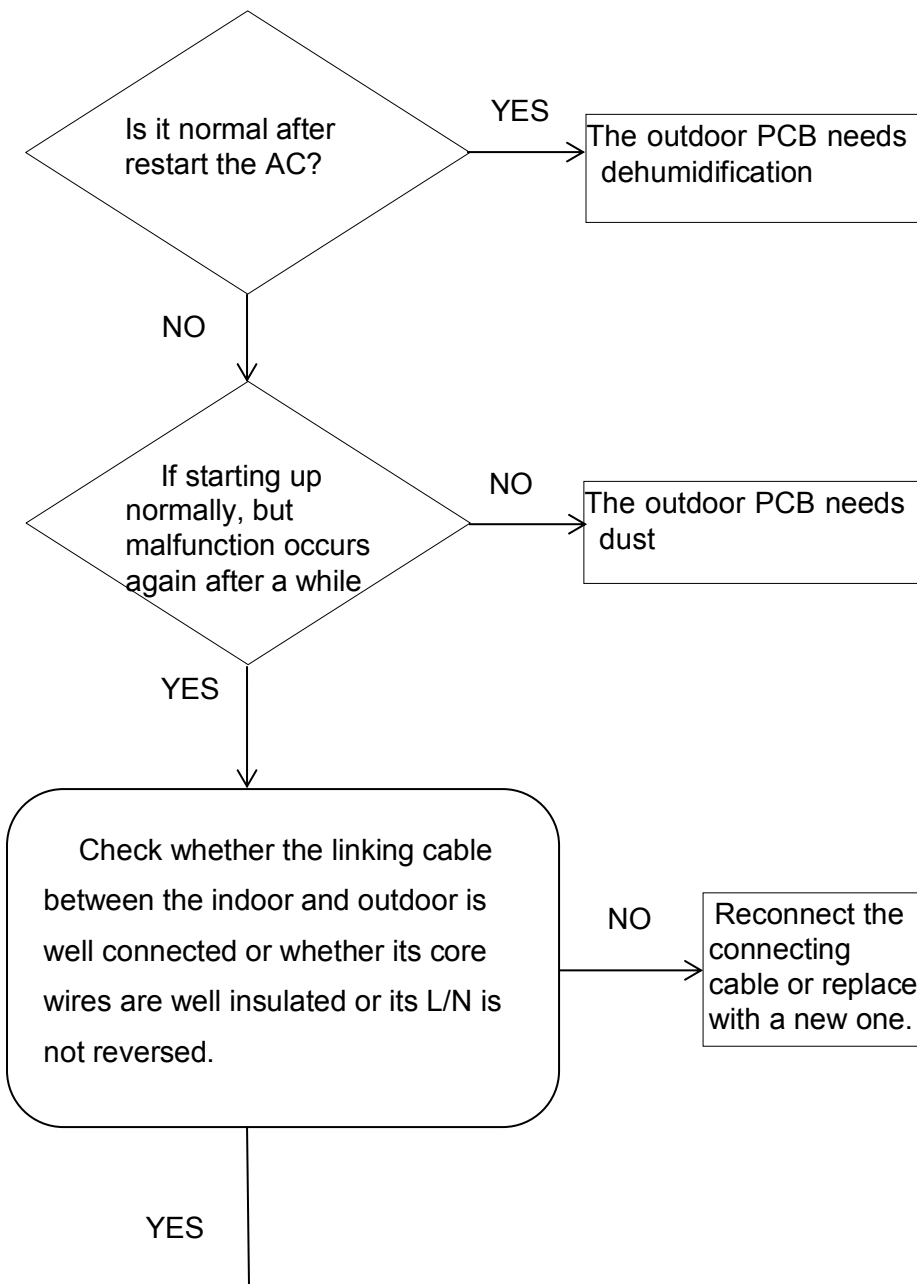 Is it normal after
restart the AC?
YES
The outdoor PCB needs
dehumidification
NO
If starting up
normally, but
malfunction occurs
again after a while
NO
The outdoor PCB needs
dust
YES
Check whether the linking cable
between the indoor and outdoor is
well connected or whether its core
wires are well insulated or its L/N is
not reversed.
NO
Reconnect the
connecting
cable or replace
with a new one.
YES